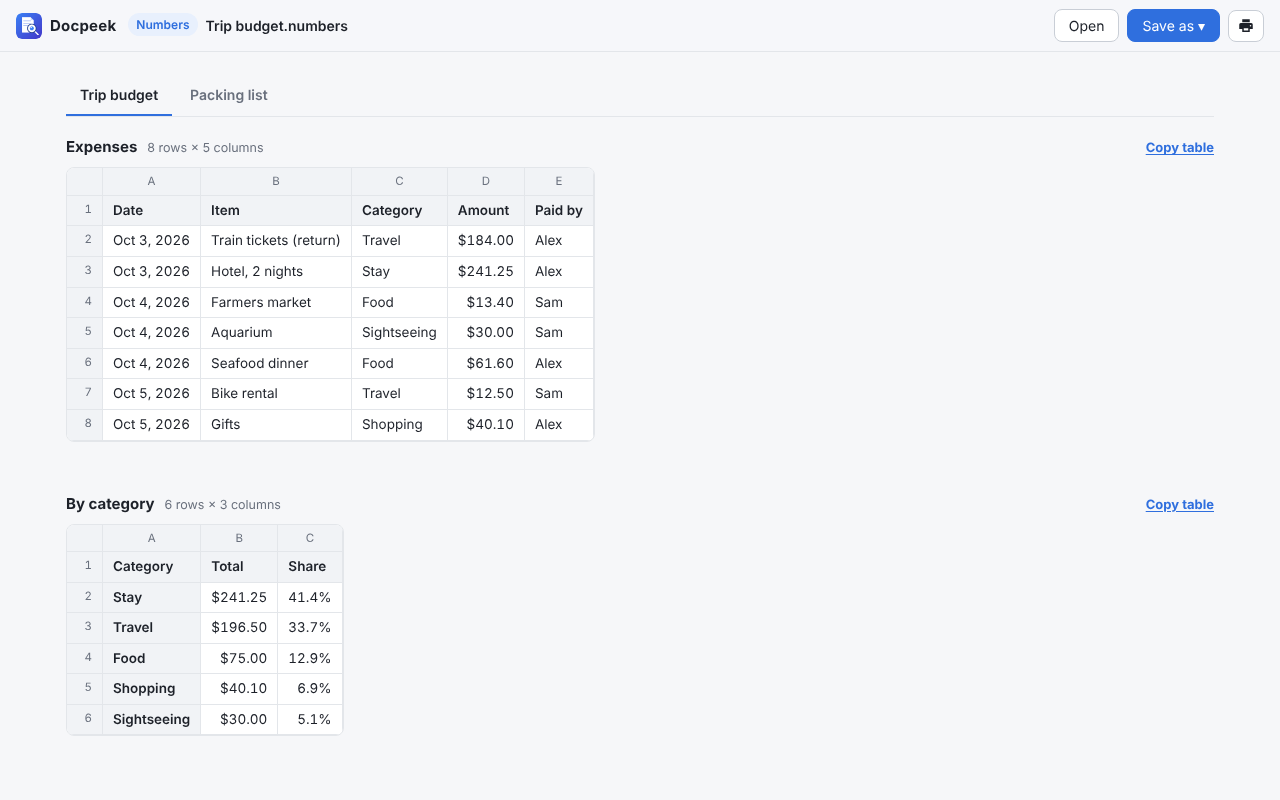 Docpeek Numbers Trip budget.numbers Open Save as ▾
Trip budget Packing list
Expenses 8 rows × 5 columns Copy table
A B C D E
1 Date Item Category Amount Paid by
2 Oct 3, 2026 Train tickets (return) Travel $184.00 Alex
3 Oct 3, 2026 Hotel, 2 nights Stay $241.25 Alex
4 Oct 4, 2026 Farmers market Food $13.40 Sam
5 Oct 4, 2026 Aquarium Sightseeing $30.00 Sam
6 Oct 4, 2026 Seafood dinner Food $61.60 Alex
7 Oct 5, 2026 Bike rental Travel $12.50 Sam
8 Oct 5, 2026 Gifts Shopping $40.10 Alex
By category 6 rows × 3 columns Copy table
A B C
1 Category Total Share
2 Stay $241.25 41.4%
3 Travel $196.50 33.7%
4 Food $75.00 12.9%
5 Shopping $40.10 6.9%
6 Sightseeing $30.00 5.1%